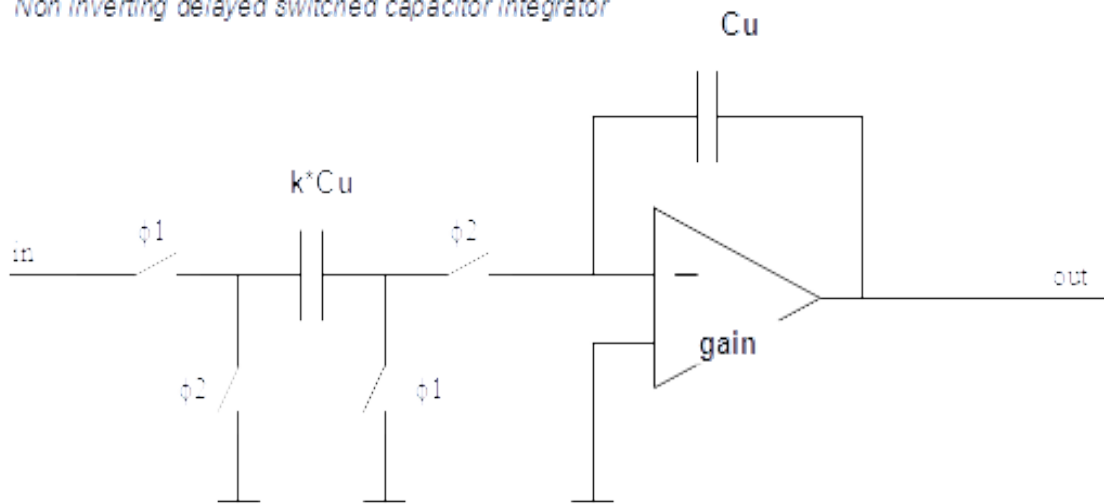 Non inverting delayed switched capacitor integrator
Cu
k*Cu
in
ϕ1
ϕ2
out
gain
ϕ2
ϕ1